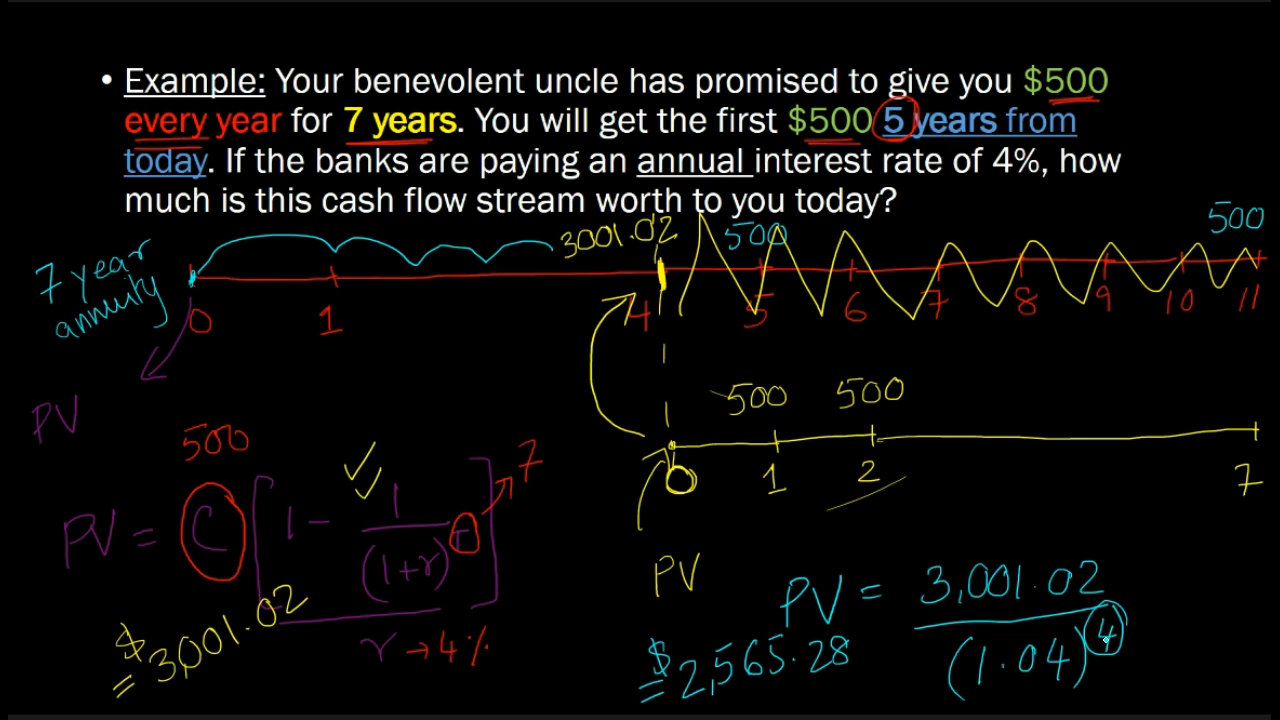 • Example: Your benevolent uncle has promised to give you $500
every year for 7 years. You will get the first $500 5 years from
today. If the banks are paying an annual interest rate of 4%, how
much is this cash flow stream worth to you today?
3001.02 500 500
7 year
annuity
0 1 4 5 6 7 8 9 10 11
PV
500 500
500
0 1 2 7
7
PV = C [1 - 1
(1+r)T]
r → 4%
$3,001.02
=
PV
PV = 3,001.02
(1.04)4
$2,565.28
=